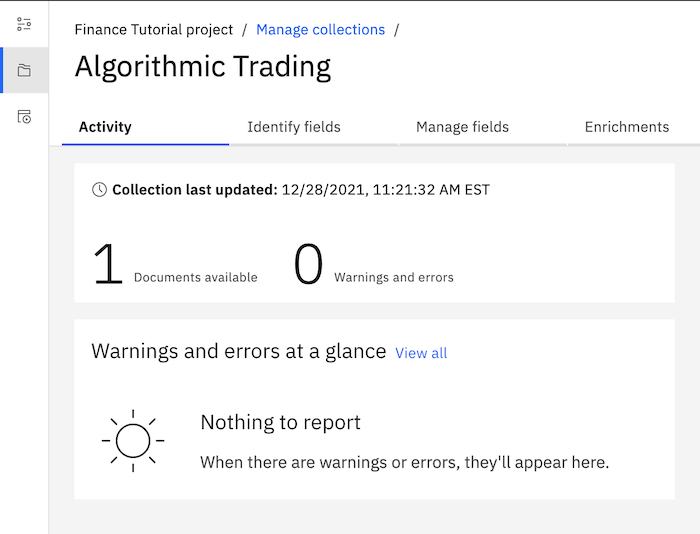 Finance Tutorial project / Manage collections /
Algorithmic Trading
Activity Identify fields Manage fields Enrichments
Collection last updated: 12/28/2021, 11:21:32 AM EST
1 Documents available 0 Warnings and errors
Warnings and errors at a glance View all
Nothing to report
When there are warnings or errors, they'll appear here.